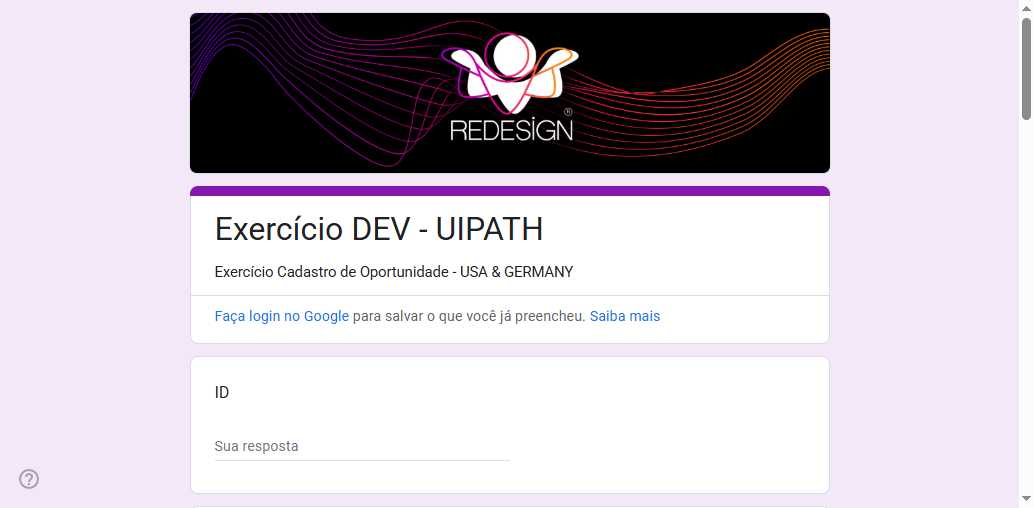 REDESIGN®
Exercício DEV - UIPATH
Exercício Cadastro de Oportunidade - USA & GERMANY
Faça login no Google para salvar o que você já preencheu. Saiba mais
ID
Sua resposta